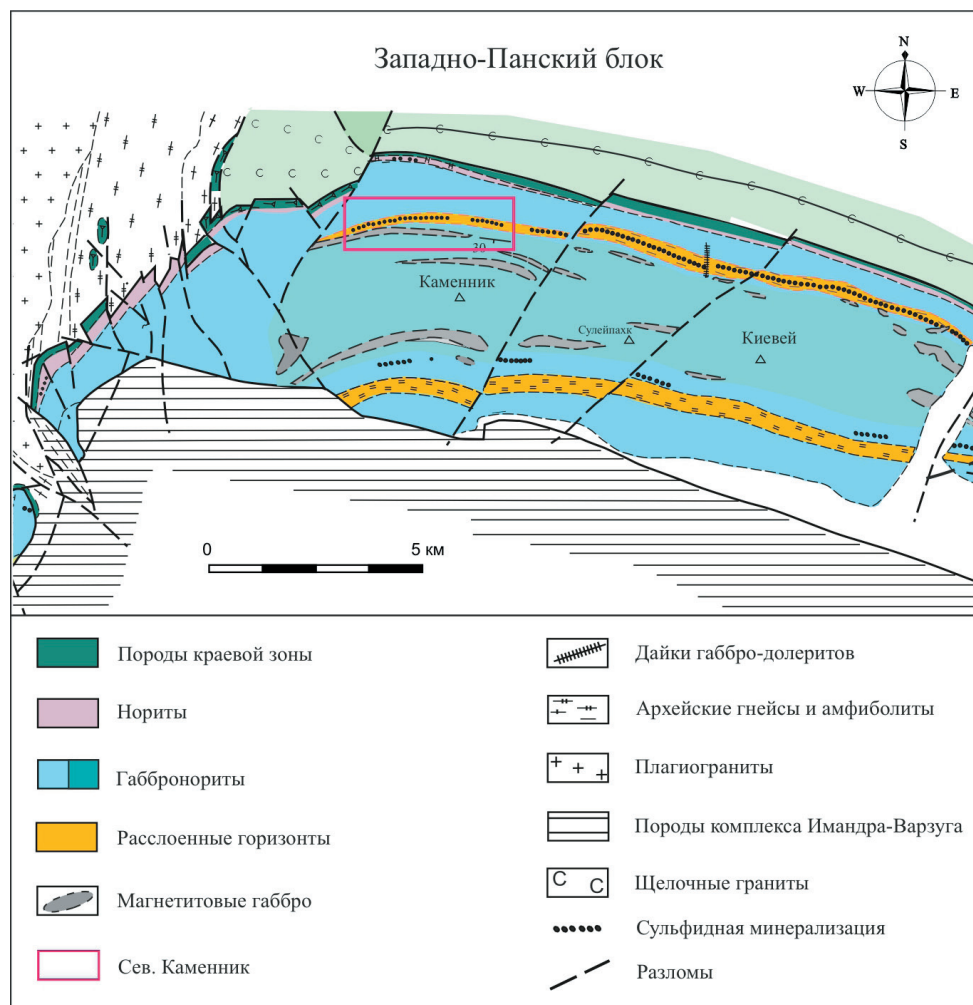 Западно-Панский блок
N
W E
S
30
Каменник
Сулейпахк
Киевей
0 5 км
Породы краевой зоны
Нориты
Габбронориты
Расслоенные горизонты
Магнетитовые габбро
Сев. Каменник
Дайки габбро-долеритов
Архейские гнейсы и амфиболиты
Плагиограниты
Породы комплекса Имандра-Варзуга
С С Щелочные граниты
Сульфидная минерализация
Разломы